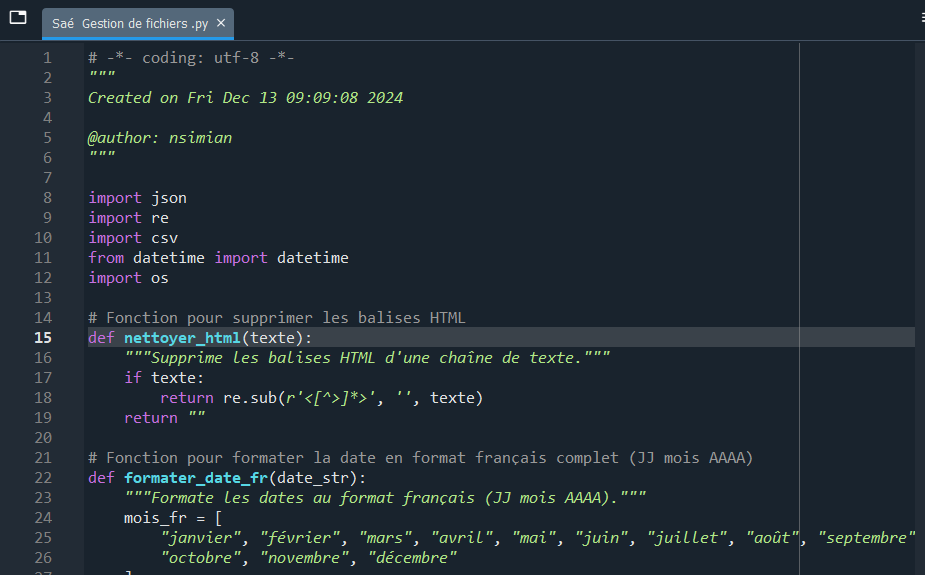 Saé Gestion de fichiers .py ×
1 # -*- coding: utf-8 -*-
2 """
3 Created on Fri Dec 13 09:09:08 2024
4
5 @author: nsimian
6 """
7
8 import json
9 import re
10 import csv
11 from datetime import datetime
12 import os
13
14 # Fonction pour supprimer les balises HTML
15 def nettoyer_html(texte):
16     """Supprime les balises HTML d'une chaîne de texte."""
17     if texte:
18         return re.sub(r'<[^>]*>', '', texte)
19     return ""
20
21 # Fonction pour formater la date en format français complet (JJ mois AAAA)
22 def formater_date_fr(date_str):
23     """Formate les dates au format français (JJ mois AAAA)."""
24     mois_fr = [
25         "janvier", "février", "mars", "avril", "mai", "juin", "juillet", "août", "septembre"
26         "octobre", "novembre", "décembre"